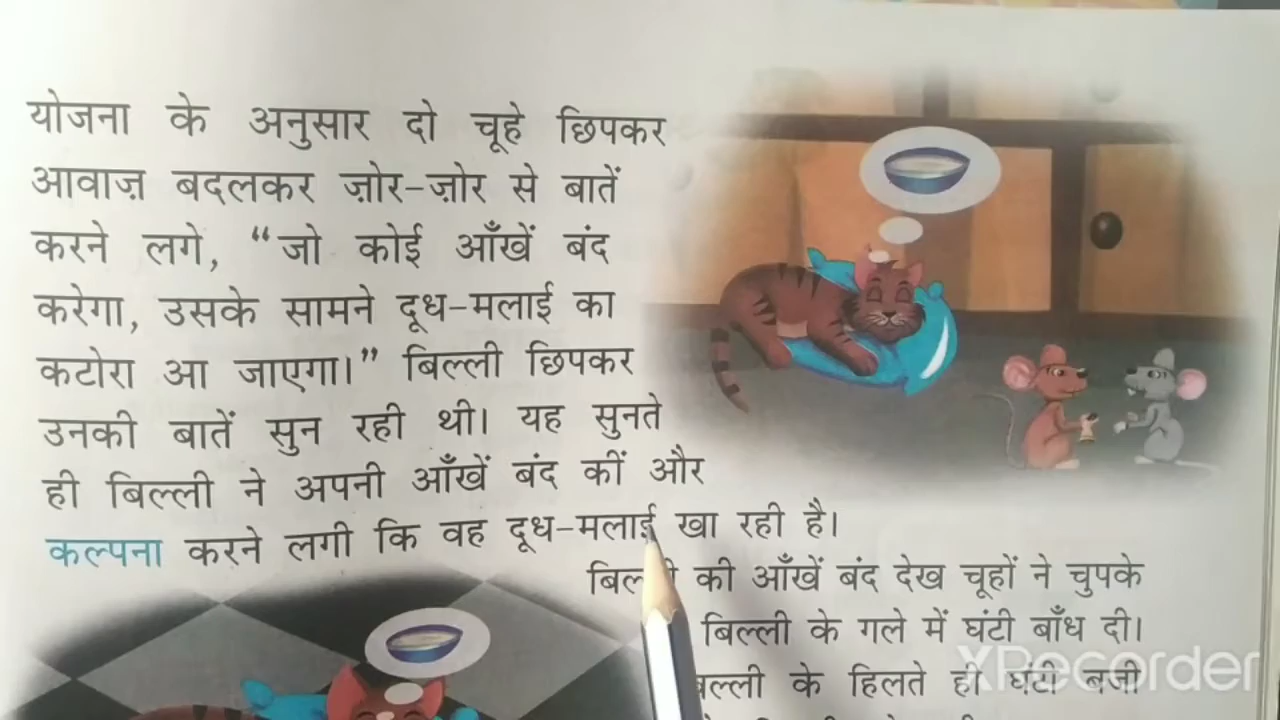 योजना के अनुसार दो चूहे छिपकर
आवाज़ बदलकर ज़ोर-ज़ोर से बातें
करने लगे, “जो कोई आँखें बंद
करेगा, उसके सामने दूध-मलाई का
कटोरा आ जाएगा।” बिल्ली छिपकर
उनकी बातें सुन रही थी। यह सुनते
ही बिल्ली ने अपनी आँखें बंद कीं और
कल्पना करने लगी कि वह दूध-मलाई खा रही है।
की आँखें बंद देख चूहों ने चुपके
बिल्ली के गले में घंटी बाँध दी।
के हिलते ही घंटी बजी
XRecorder